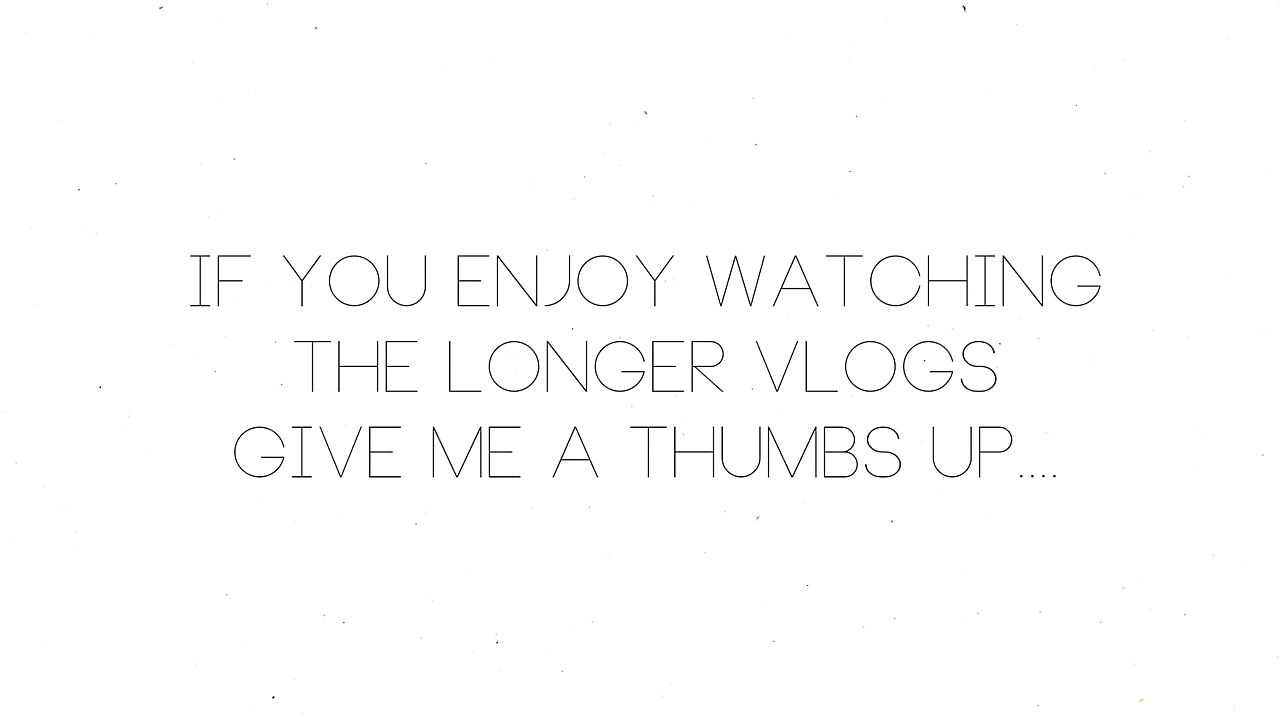 IF YOU ENJOY WATCHING
THE LONGER VLOGS
GIVE ME A THUMBS UP....